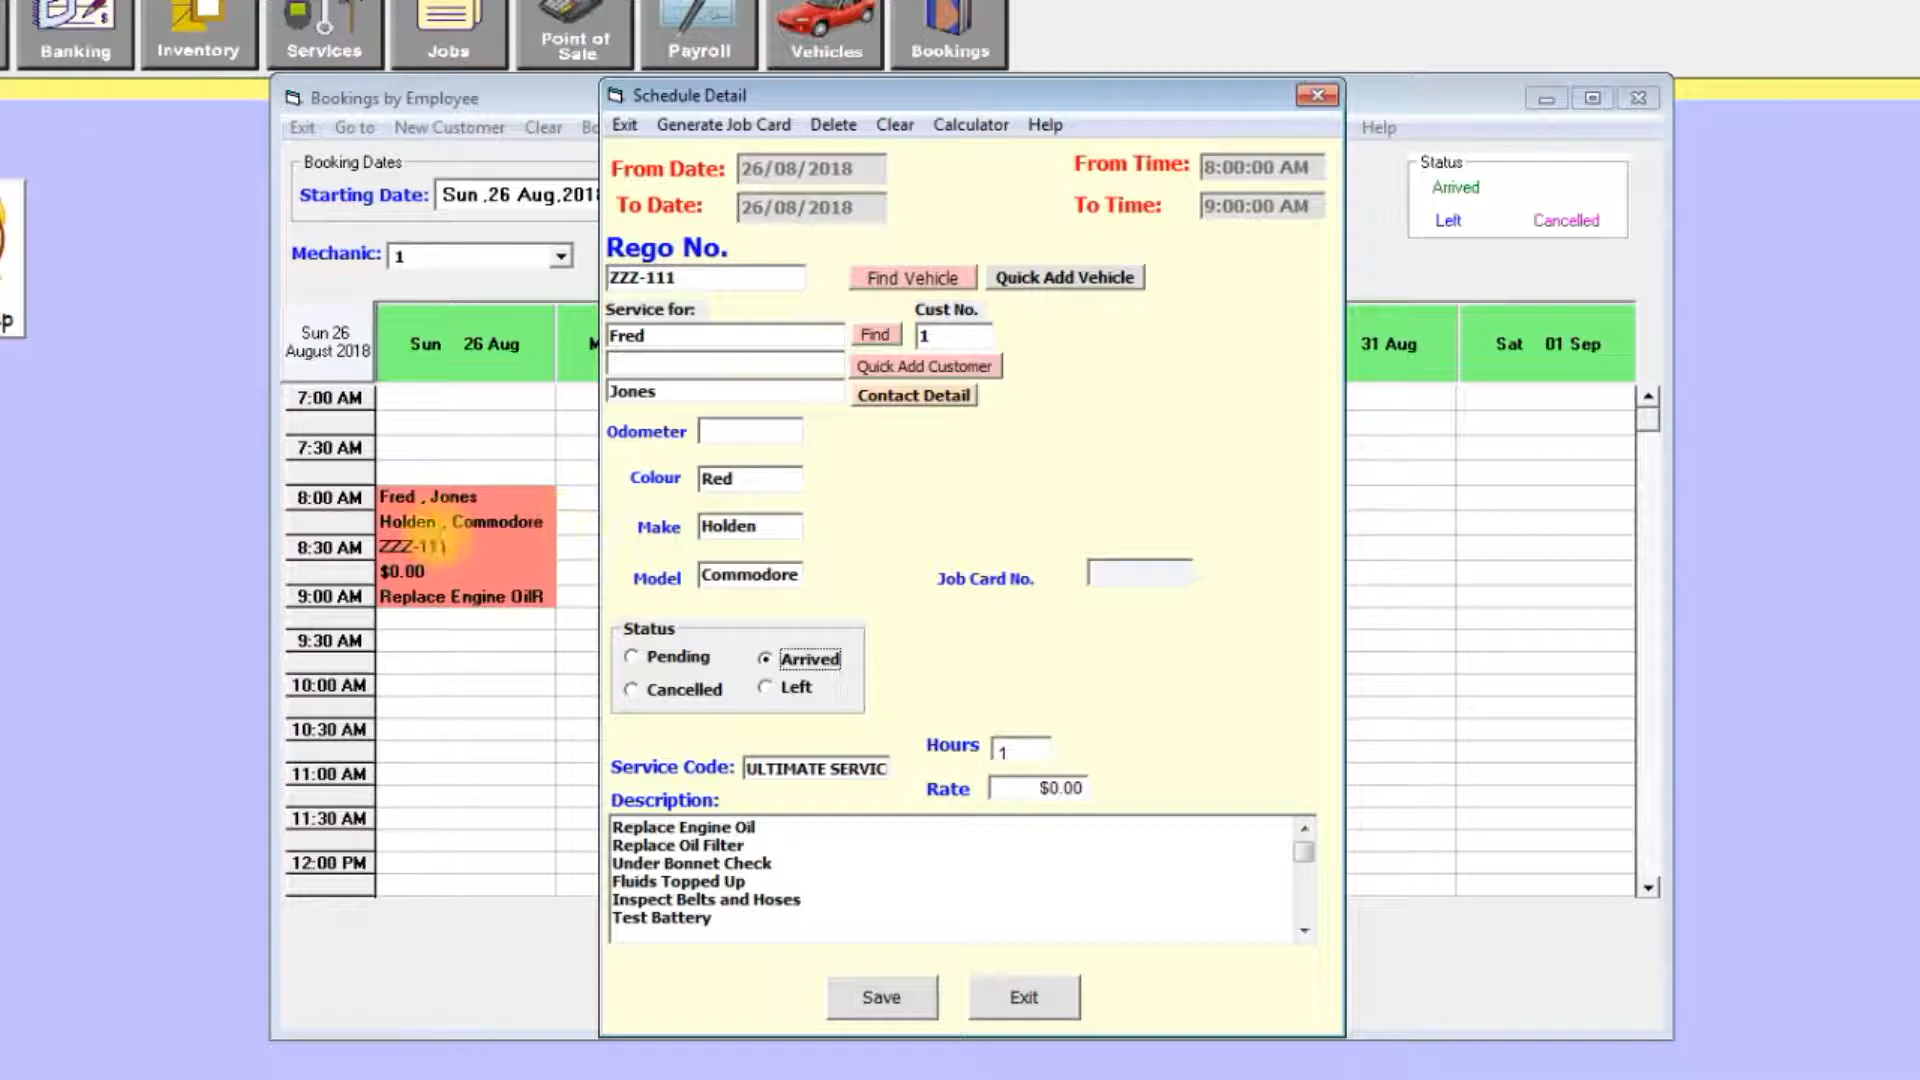 Banking
Inventory
Services
Jobs
Point of
Sale
Payroll
Vehicles
Bookings
Bookings by Employee
Exit Go to New Customer Clear
Help
Booking Dates
Starting Date: Sun ,26 Aug,201
Mechanic: 1
Status
Arrived
Left Cancelled
Sun 26
August 2018
Sun 26 Aug
31 Aug
Sat 01 Sep
7:00 AM
7:30 AM
8:00 AM
8:30 AM
9:00 AM
9:30 AM
10:00 AM
10:30 AM
11:00 AM
11:30 AM
12:00 PM
Fred , Jones
Holden , Commodore
ZZZ-111
$0.00
Replace Engine OilR
Schedule Detail
Exit Generate Job Card Delete Clear Calculator Help
From Date: 26/08/2018
From Time: 8:00:00 AM
To Date: 26/08/2018
To Time: 9:00:00 AM
Rego No.
ZZZ-111
Find Vehicle
Quick Add Vehicle
Service for:
Cust No.
Fred
Find
1
Quick Add Customer
Jones
Contact Detail
Odometer
Colour Red
Make Holden
Model Commodore
Job Card No.
Status
Pending
Arrived
Cancelled
Left
Hours 1
Service Code: ULTIMATE SERVIC
Rate $0.00
Description:
Replace Engine Oil
Replace Oil Filter
Under Bonnet Check
Fluids Topped Up
Inspect Belts and Hoses
Test Battery
Save
Exit